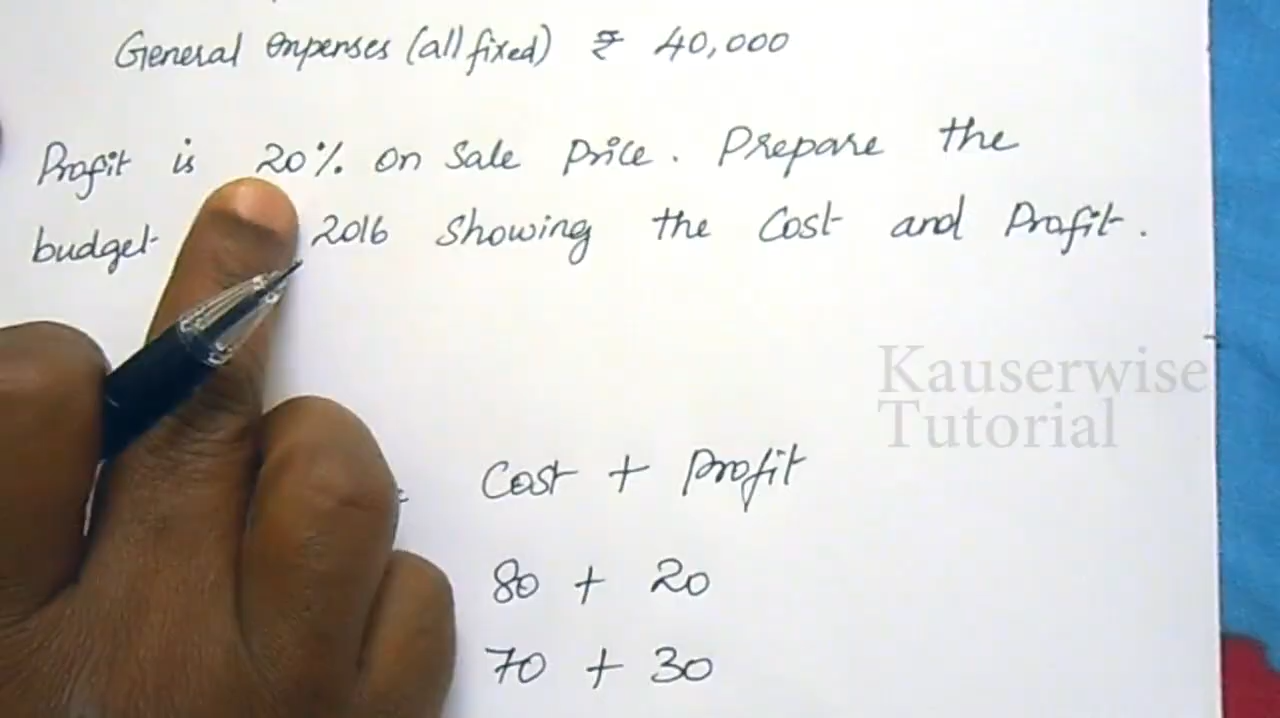 General expenses (all fixed) ₹ 40,000
Profit is 20% on Sale Price. Prepare the
budget 2016 Showing the Cost and Profit.
Kauserwise
Tutorial
= Cost + Profit
80 + 20
70 + 30